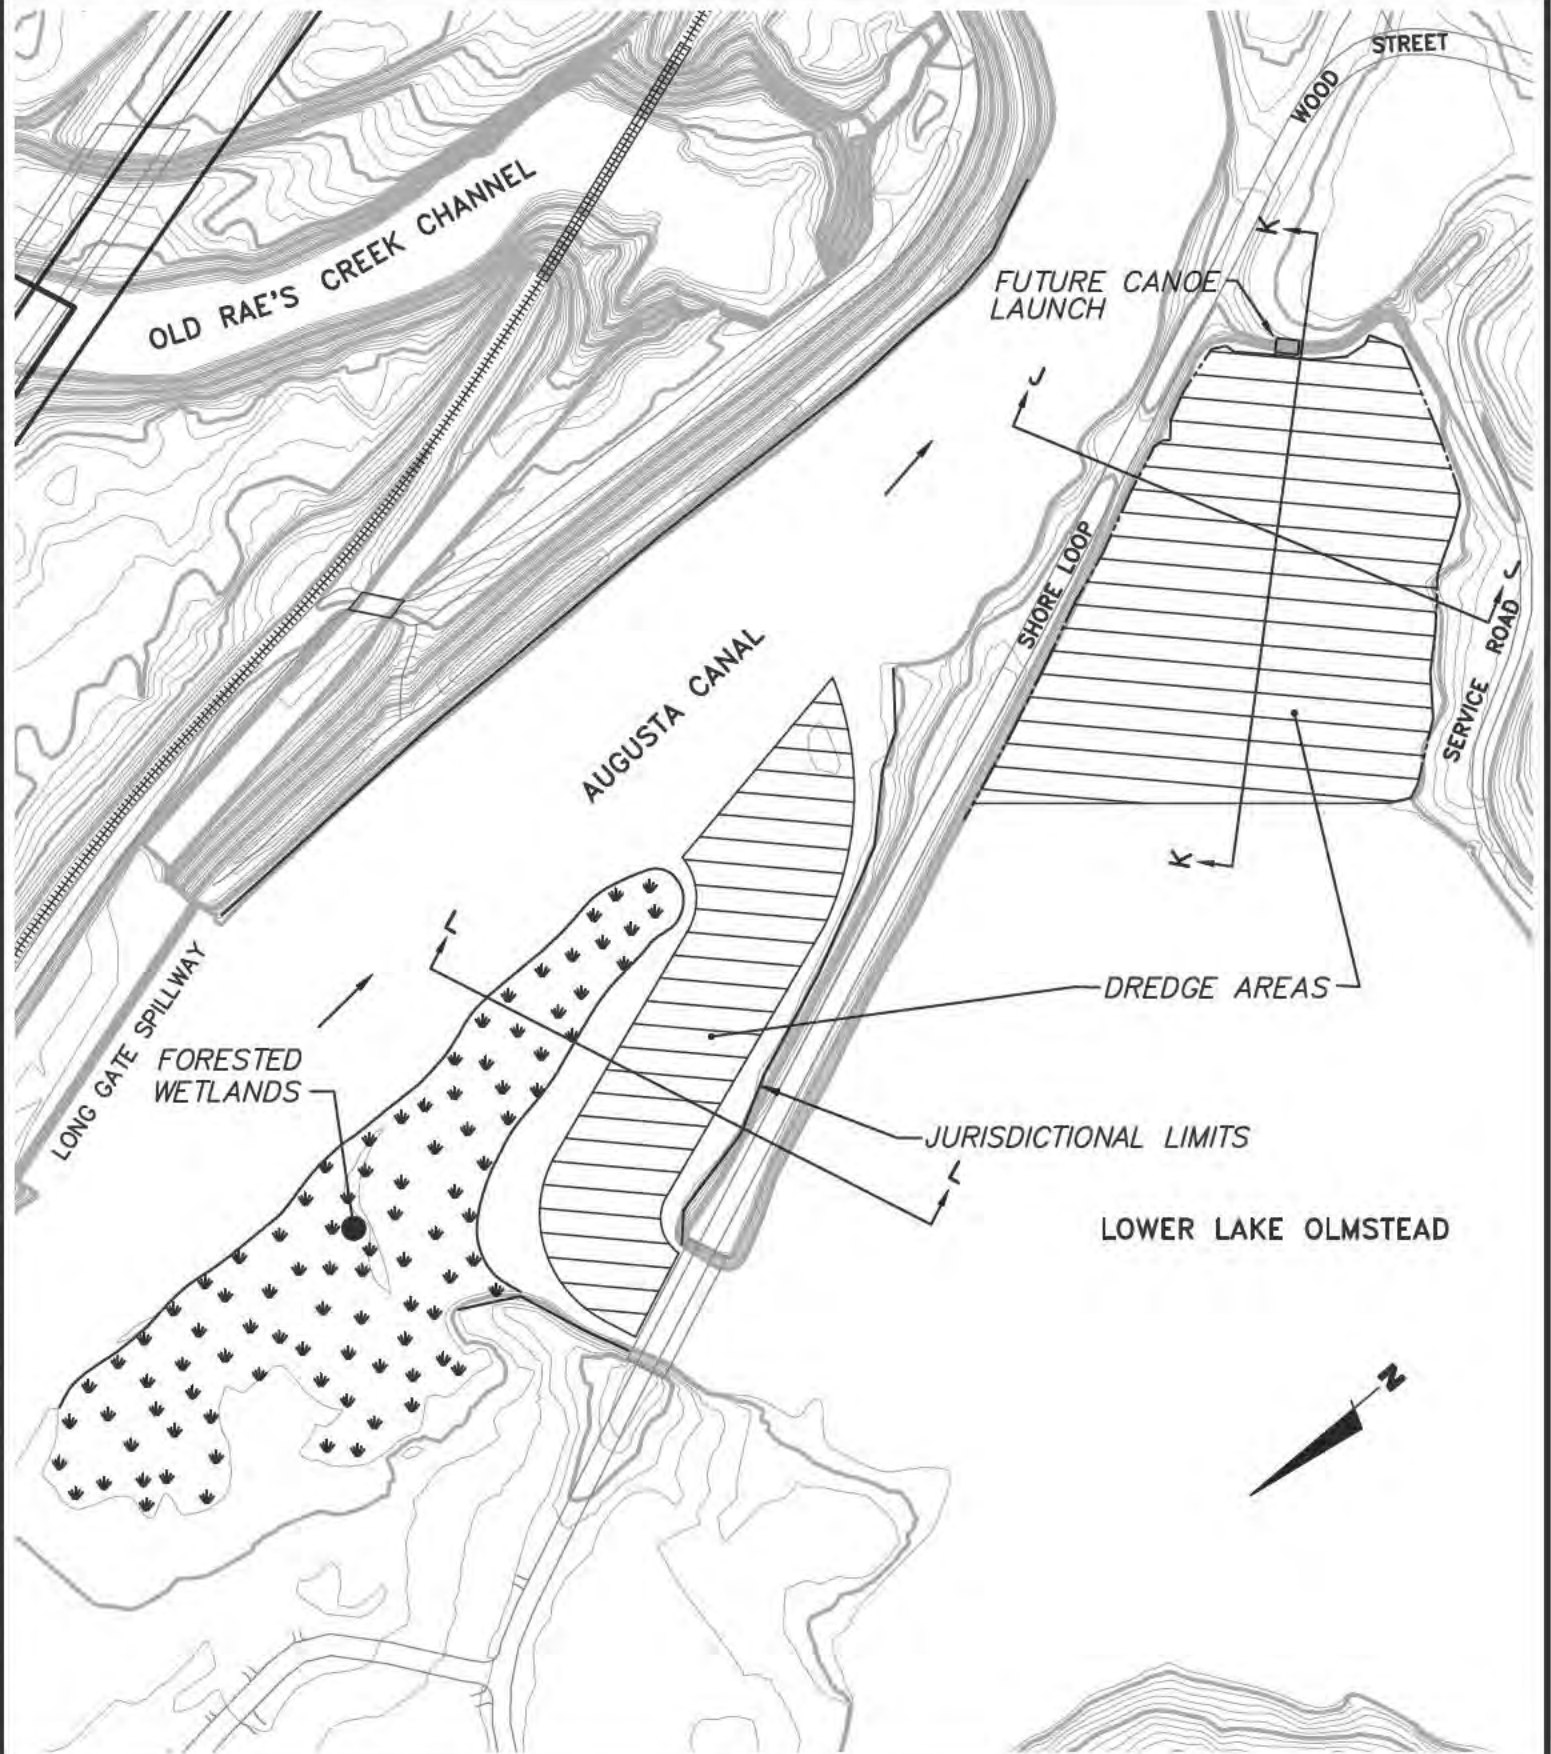 STREET
WOOD
OLD RAE'S CREEK CHANNEL
K
FUTURE CANOE
LAUNCH
J
SHORE LOOP
J
SERVICE ROAD
AUGUSTA CANAL
K
L
LONG GATE SPILLWAY
DREDGE AREAS
FORESTED
WETLANDS
JURISDICTIONAL LIMITS
L
LOWER LAKE OLMSTEAD
N